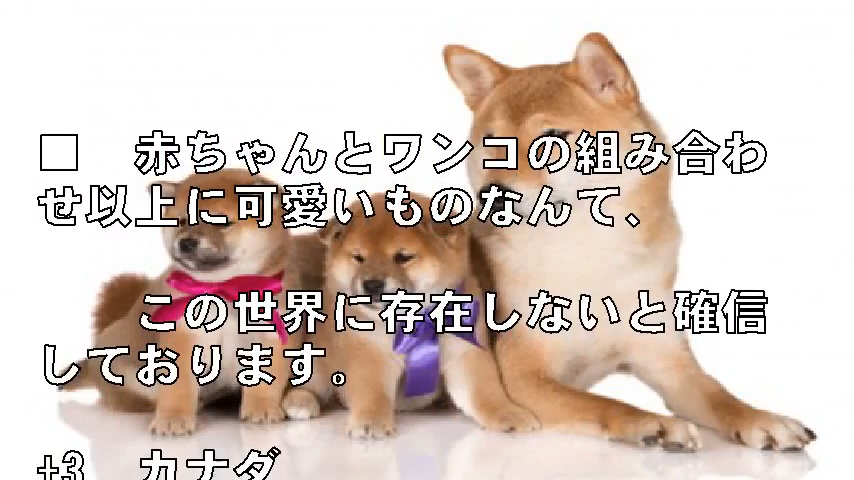 □　赤ちゃんとワンコの組み合わ
せ以上に可愛いものなんて、
この世界に存在しないと確信
しております。
+3　カナダ